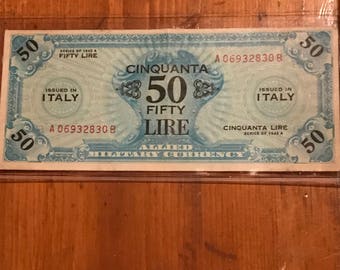 50
50
SERIES OF 1943 A
FIFTY LIRE
A 06932830 B
CINQUANTA
50
FIFTY
LIRE
ISSUED IN
ITALY
ISSUED IN
ITALY
A 06932830 B
CINQUANTA LIRE
SERIES OF 1943 A
50
50
ALLIED
MILITARY CURRENCY